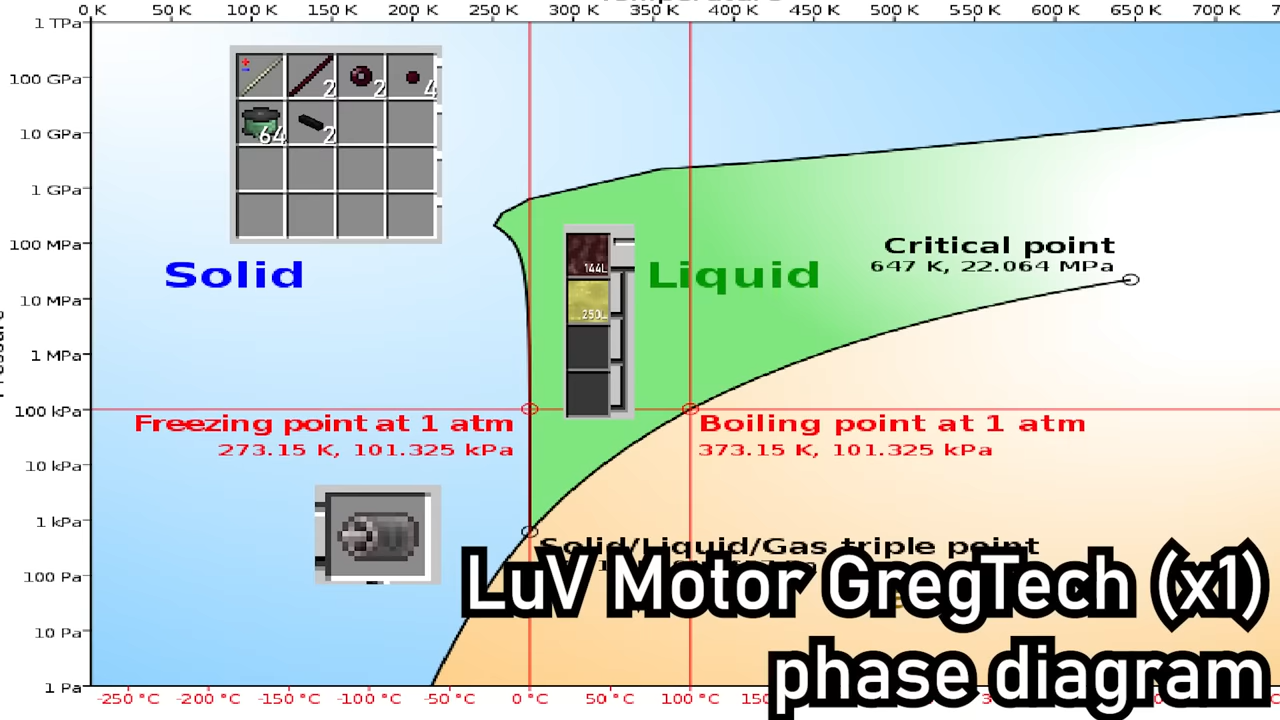 0 K 50 K 100 K 150 K 200 K 250 K 300 K 350 K 400 K 450 K 500 K 550 K 600 K 650 K 700 K
1 TPa
100 GPa
2 2 4
64 2
10 GPa
1 GPa
100 MPa
Critical point
647 K, 22.064 MPa
Solid
144L
Liquid
10 MPa
250L
1 MPa
100 kPa
Freezing point at 1 atm
273.15 K, 101.325 kPa
Boiling point at 1 atm
373.15 K, 101.325 kPa
10 kPa
1 kPa
Solid/Liquid/Gas triple point
100 Pa
LuV Motor GregTech (x1)
phase diagram
10 Pa
1 Pa
-250 °C -200 °C -150 °C -100 °C -50 °C 0 °C 50 °C 100 °C